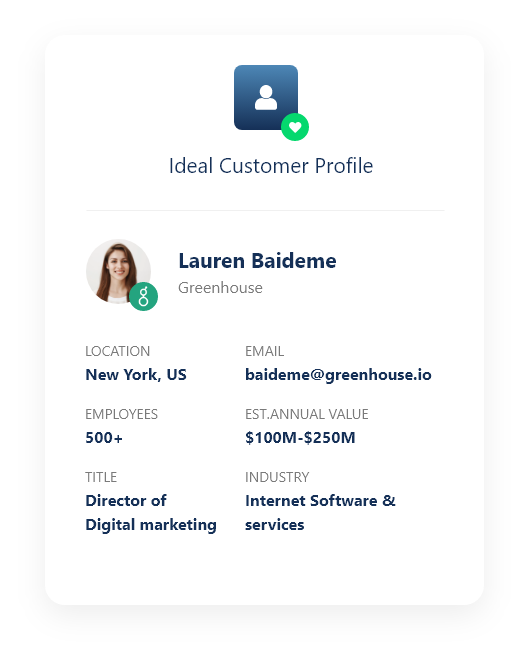 Ideal Customer Profile
Lauren Baideme
Greenhouse
LOCATION
New York, US
EMAIL
baideme@greenhouse.io
EMPLOYEES
500+
EST.ANNUAL VALUE
$100M-$250M
TITLE
Director of
Digital marketing
INDUSTRY
Internet Software &
services